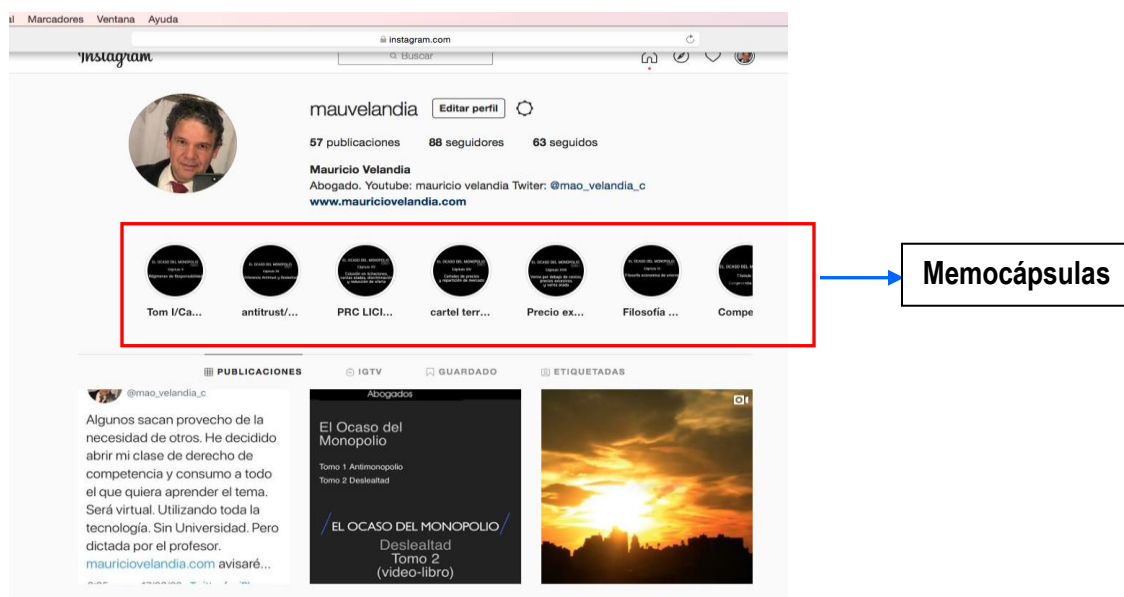 Marcadores Ventana Ayuda
instagram.com
Instagram
Buscar
mauvelandia Editar perfil
57 publicaciones 88 seguidores 63 seguidos
Mauricio Velandia
Abogado. Youtube: mauricio velandia Twiter: @mao_velandia_c
www.mauriciovelandia.com
Memocápsulas
Tom I/Ca... antitrust/... PRC LICI... cartel terr... Precio ex... Filosofía ... Compe
PUBLICACIONES IGTV GUARDADO ETIQUETADAS
@mao_velandia_c
Algunos sacan provecho de la
necesidad de otros. He decidido
abrir mi clase de derecho de
competencia y consumo a todo
el que quiera aprender el tema.
Será virtual. Utilizando toda la
tecnología. Sin Universidad. Pero
dictada por el profesor.
mauriciovelandia.com avisaré...
Abogados
El Ocaso del
Monopolio
Tomo 1 Antimonopolio
Tomo 2 Deslealtad
EL OCASO DEL MONOPOLIO
Deslealtad
Tomo 2
(video-libro)